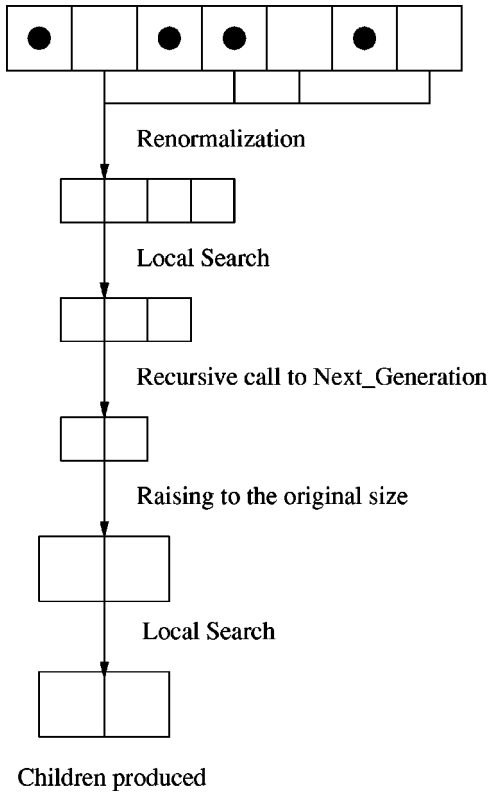 Renormalization
Local Search
Recursive call to Next_Generation
Raising to the original size
Local Search
Children produced